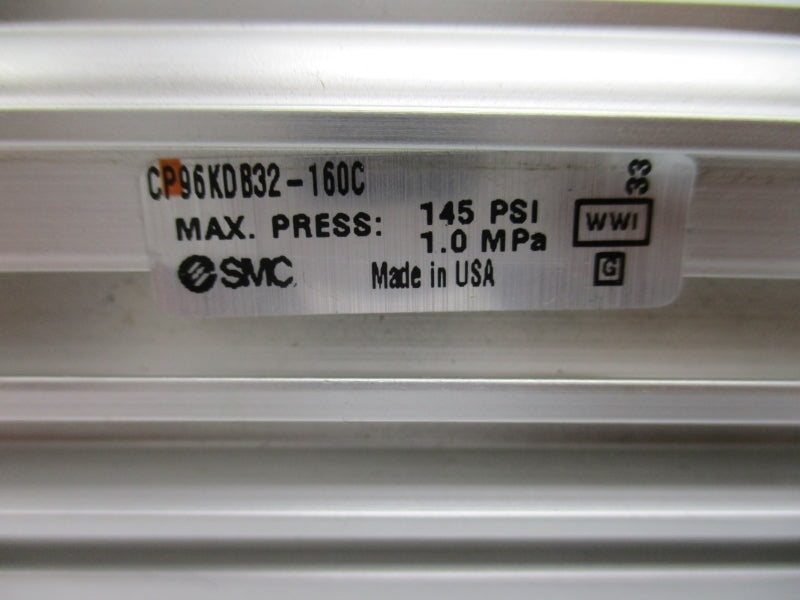 CP96KDB32-160C
33
MAX. PRESS: 145 PSI
1.0 MPa
WWI
SMC
Made in USA
G